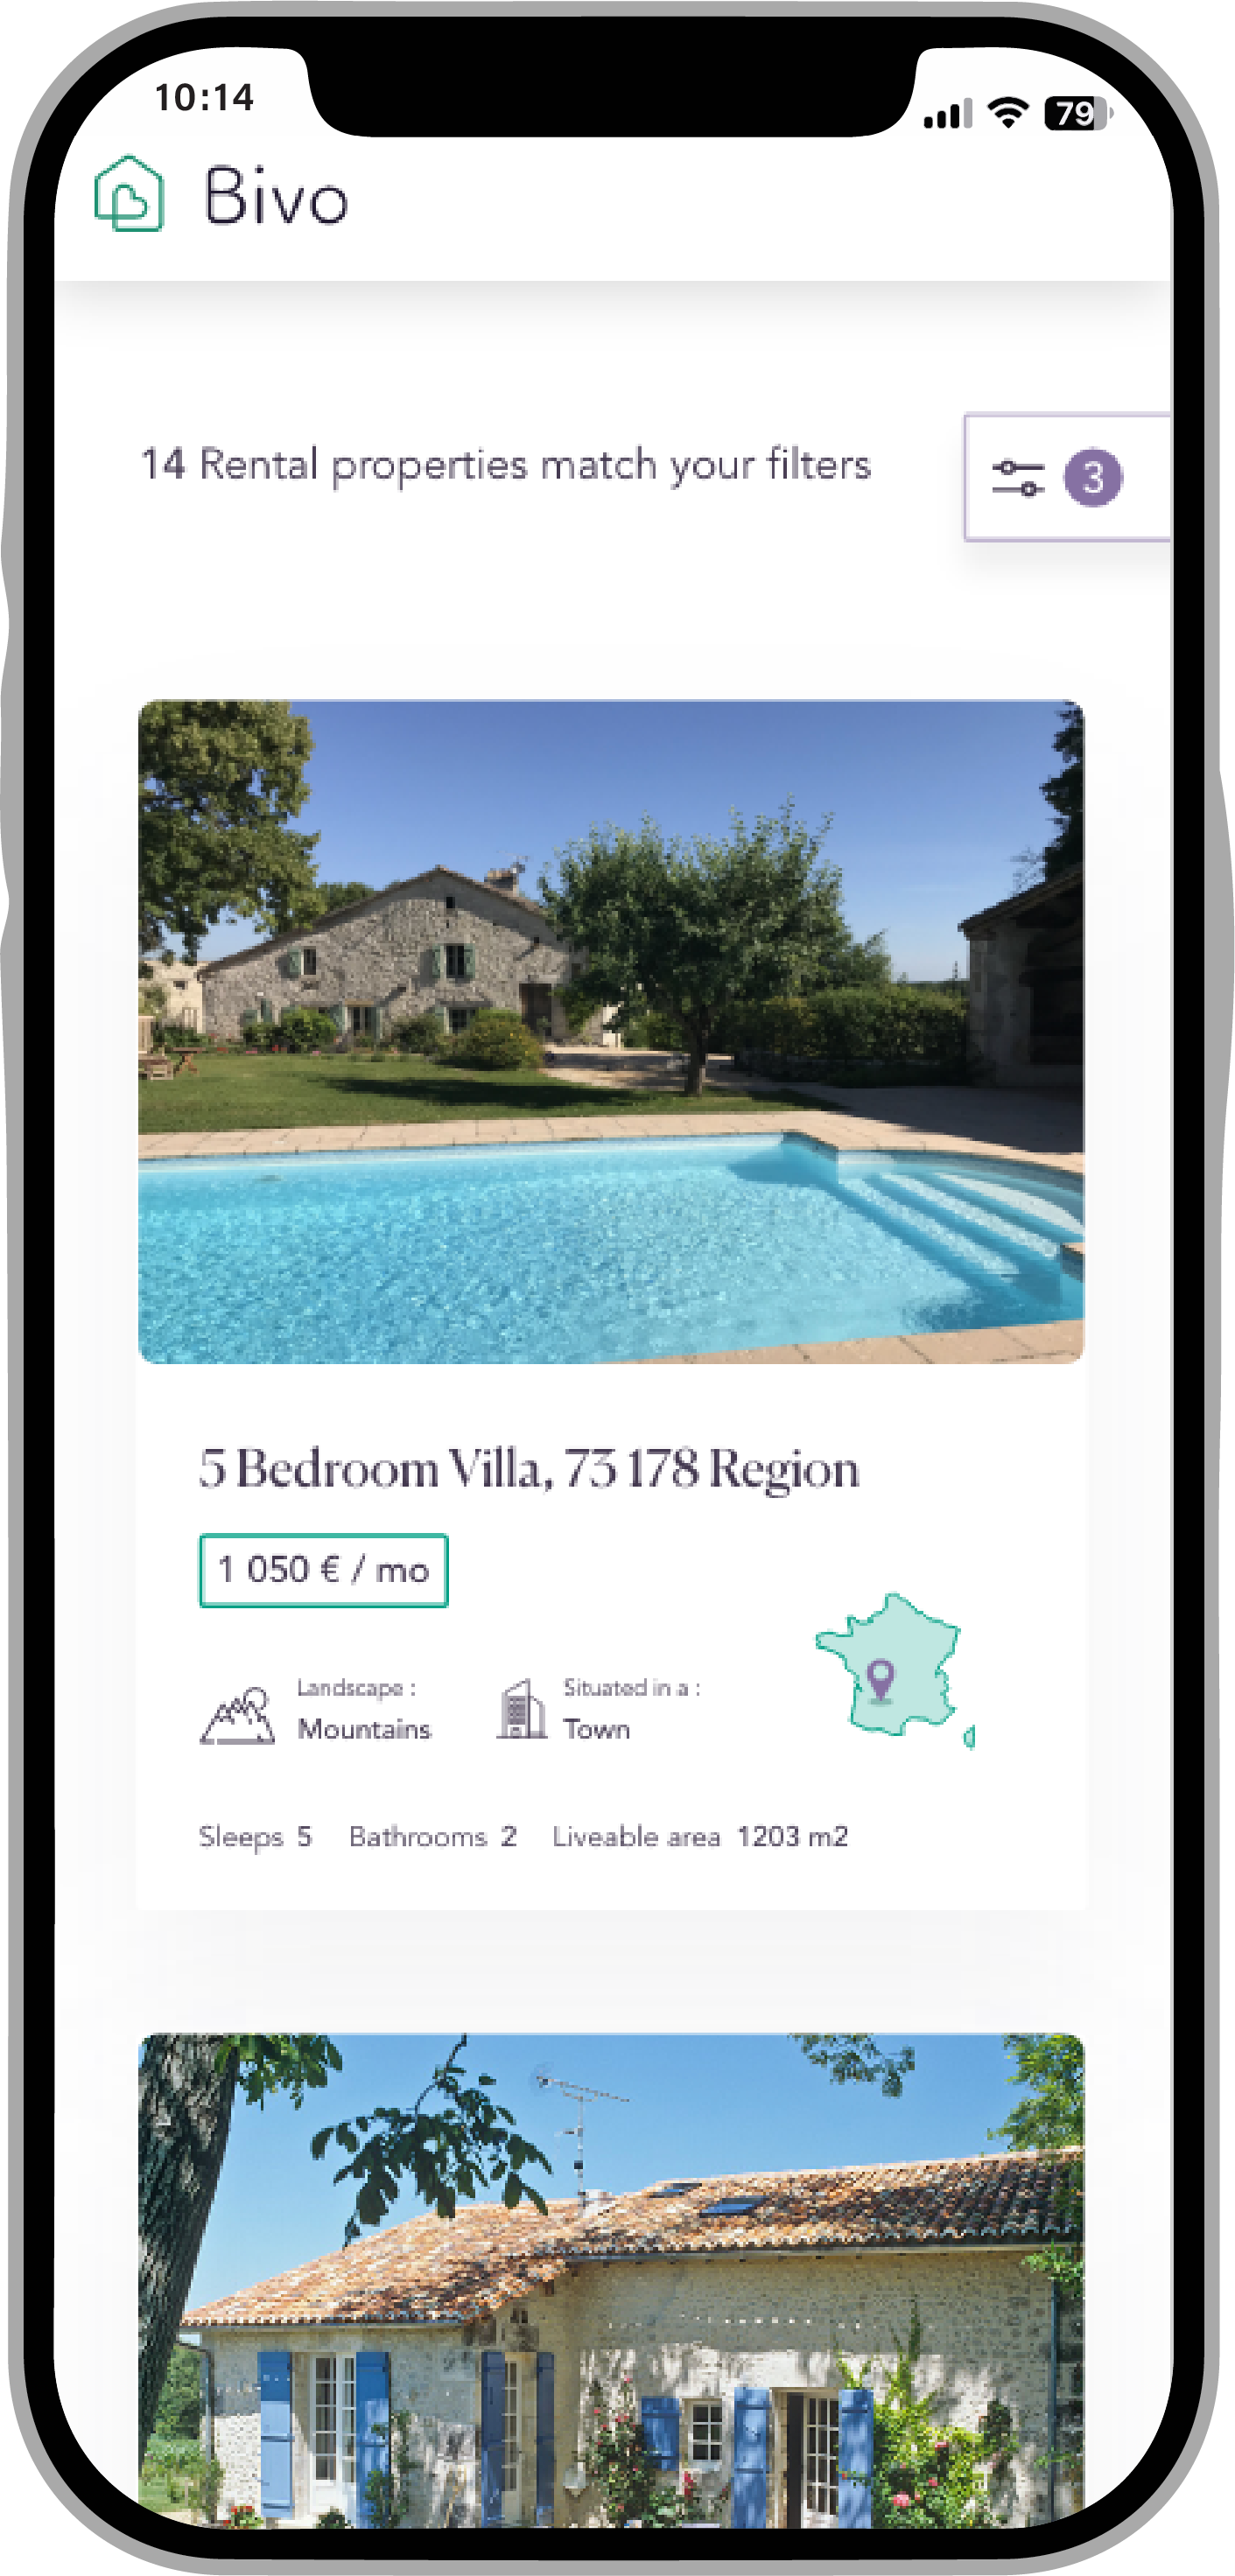 10:14
79
Bivo
14 Rental properties match your filters
3
5 Bedroom Villa, 73 178 Region
1 050 € / mo
Landscape :
Mountains
Situated in a :
Town
Sleeps 5 Bathrooms 2 Liveable area 1203 m2